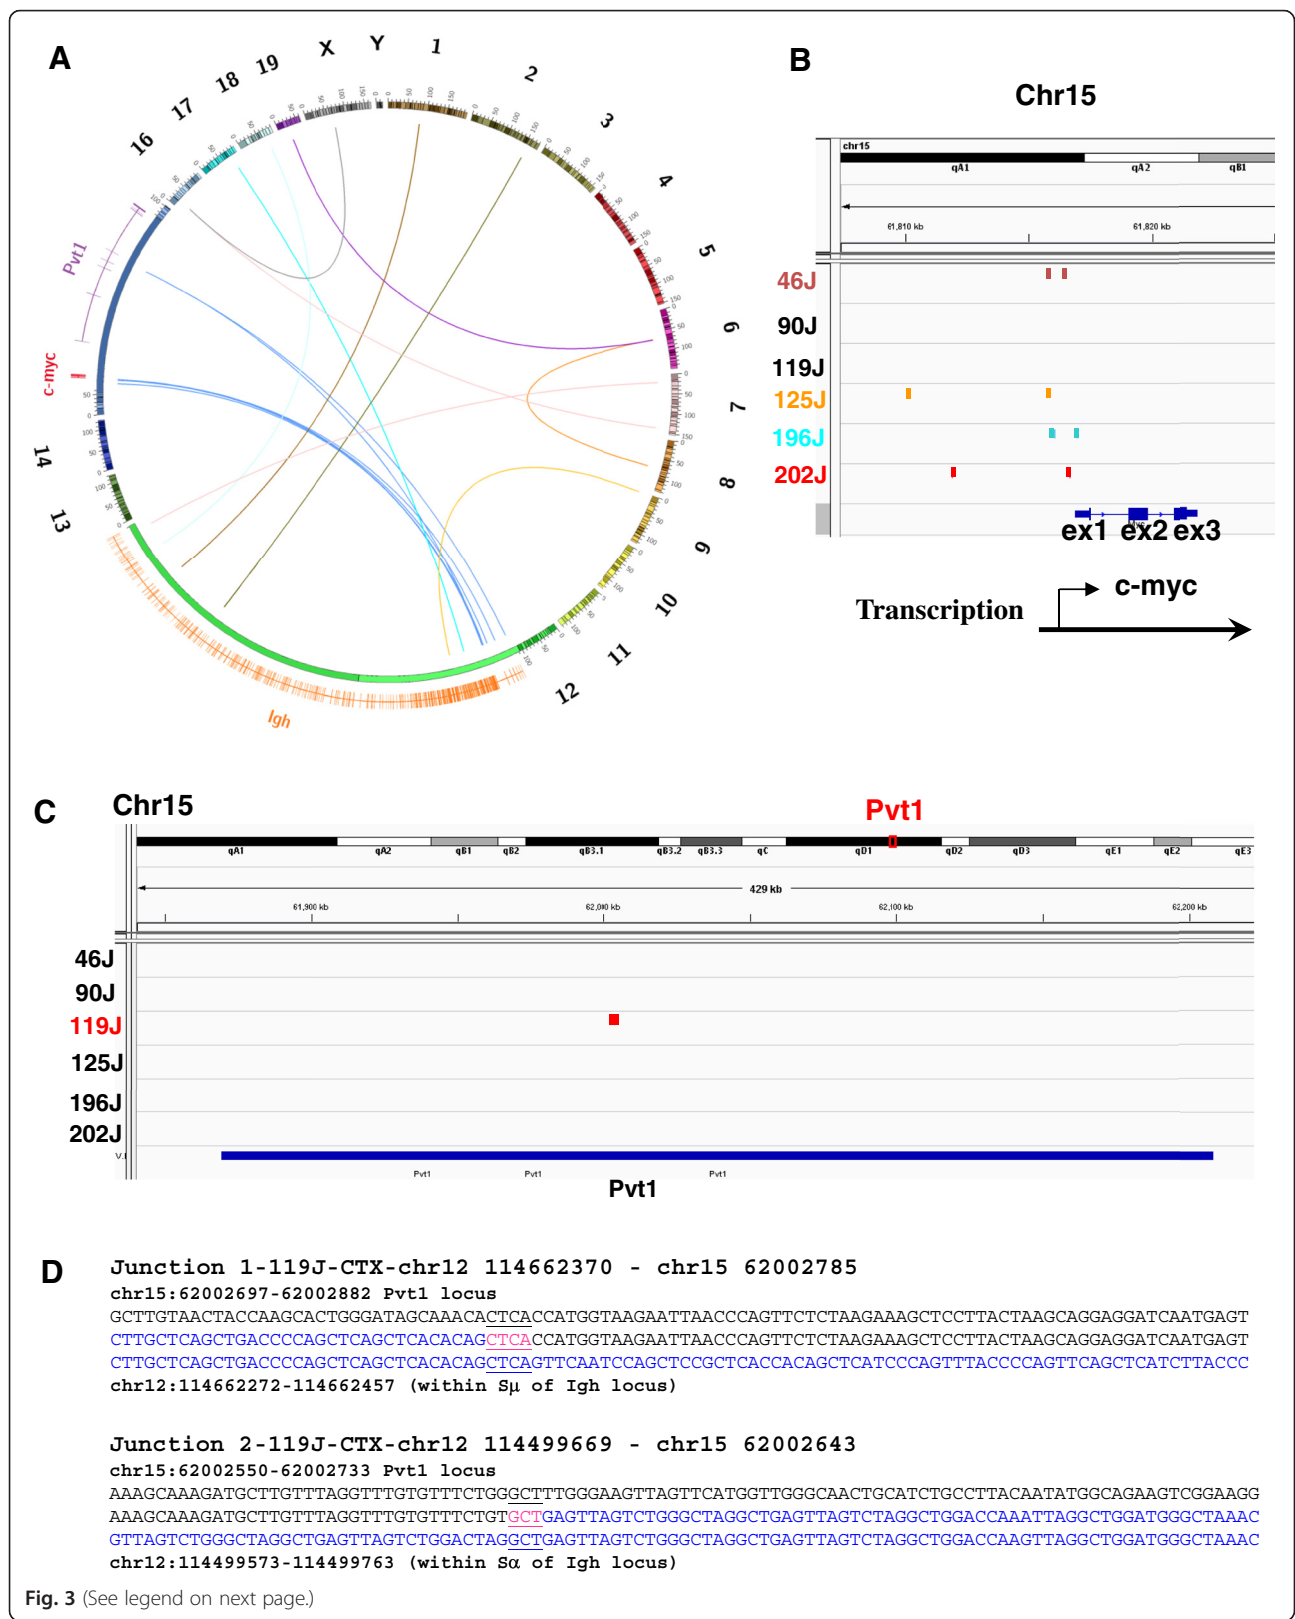 A
X Y 1 2 3 4 5 6 7 8 9 10 11 12
13 14
16 17 18 19
Pvt1
c-myc
Igh
B
Chr15
chr15
qA1 qA2 qB1
61,810 kb 61,820 kb
46J
90J
119J
125J
196J
202J
ex1 ex2 ex3
Transcription
c-myc
C
Chr15
Pvt1
qA1 qA2 qB1 qB2 qB3.1 qB3.2 qB3.3 qC qD1 qD2 qD3 qE1 qE2 qE3
429 kb
61,900 kb 62,000 kb 62,100 kb 62,200 kb
46J
90J
119J
125J
196J
202J
Pvt1 Pvt1 Pvt1
Pvt1
D
Junction 1-119J-CTX-chr12 114662370 - chr15 62002785
chr15:62002697-62002882 Pvt1 locus
GCTTGTAACTACCAAGCACTGGGATAGCAAACACTCACCATGGTAAGAATTAACCCAGTTCTCTAAGAAAGCTCCTTACTAAGCAGGAGGATCAATGAGT
CTTGCTCAGCTGACCCCAGCTCAGCTCACACAGCTCACCATGGTAAGAATTAACCCAGTTCTCTAAGAAAGCTCCTTACTAAGCAGGAGGATCAATGAGT
CTTGCTCAGCTGACCCCAGCTCAGCTCACACAGCTCAGTTCAATCCAGCTCCGCTCACCACAGCTCATCCCAGTTTACCCCAGTTCAGCTCATCTTACCC
chr12:114662272-114662457 (within Sμ of Igh locus)
Junction 2-119J-CTX-chr12 114499669 - chr15 62002643
chr15:62002550-62002733 Pvt1 locus
AAAGCAAAGATGCTTGTTTAGGTTTGTGTTTCTGGGCTTTGGGAAGTTAGTTCATGGTTGGGCAACTGCATCTGCCTTACAATATGGCAGAAGTCGGAAGG
AAAGCAAAGATGCTTGTTTAGGTTTGTGTTTCTGTGCTGAGTTAGTCTGGGCTAGGCTGAGTTAGTCTAGGCTGGACCAAATTAGGCTGGATGGGCTAAAC
GTTAGTCTGGGCTAGGCTGAGTTAGTCTGGACTAGGCTGAGTTAGTCTGGGCTAGGCTGAGTTAGTCTAGGCTGGACCAAGTTAGGCTGGATGGGCTAAAC
chr12:114499573-114499763 (within Sα of Igh locus)
Fig. 3 (See legend on next page.)